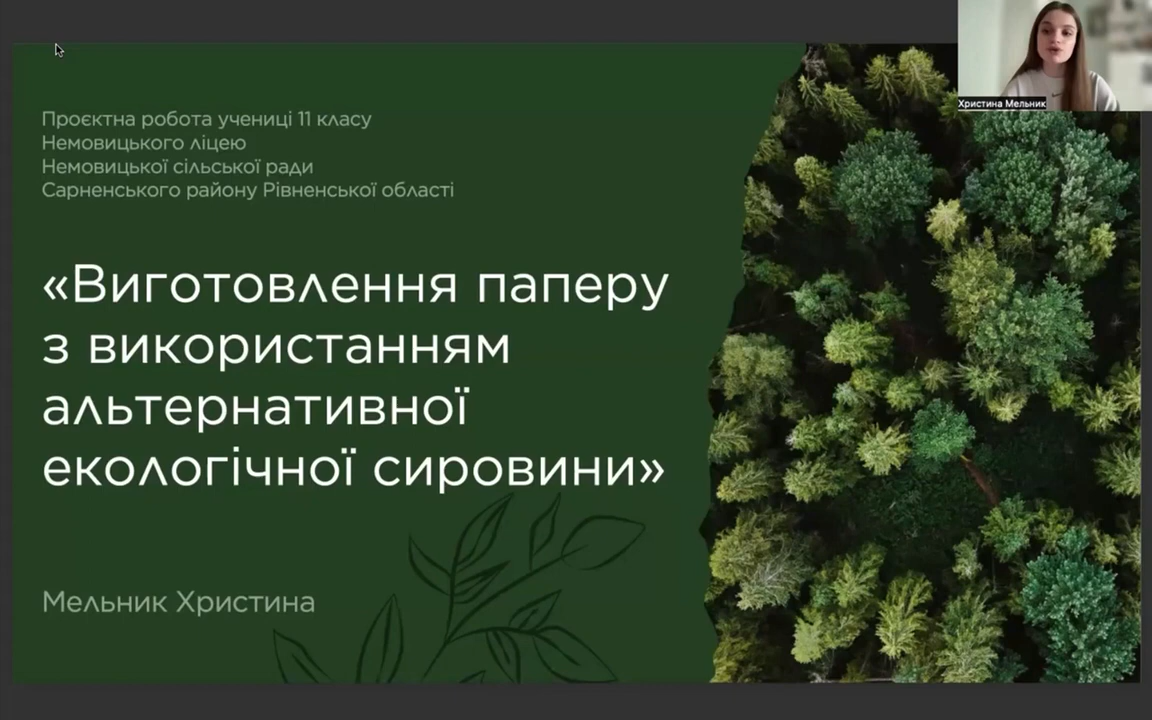 Проєктна робота учениці 11 класу
Немовицького ліцею
Немовицької сільської ради
Сарненського району Рівненської області
«Виготовлення паперу
з використанням
альтернативної
екологічної сировини»
Мельник Христина
Христина Мельник